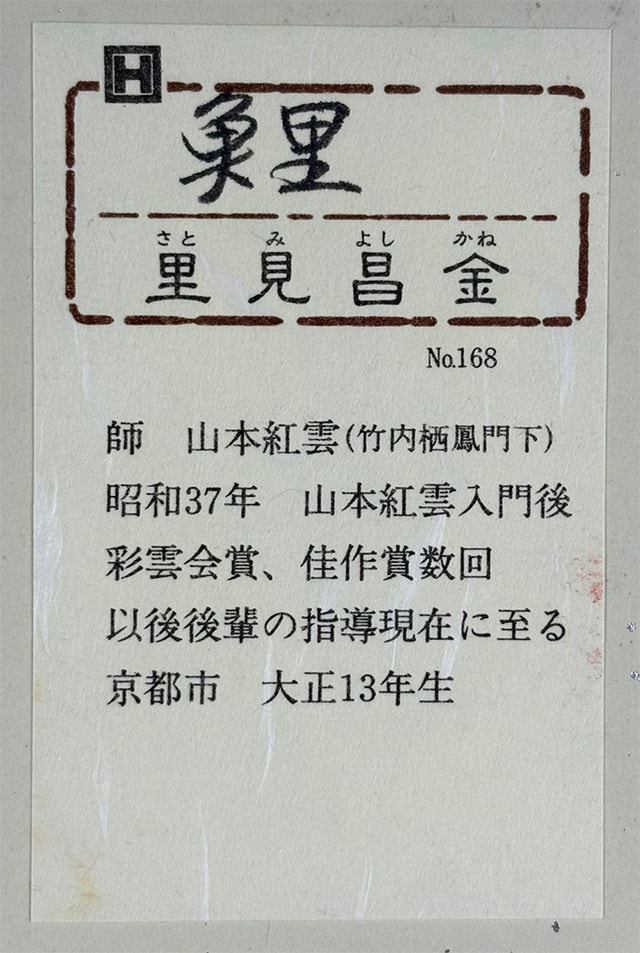 H
鯉
さと み よし かね
里見昌金
No.168
師 山本紅雲(竹内栖鳳門下)
昭和37年 山本紅雲入門後
彩雲会賞、佳作賞数回
以後後輩の指導現在に至る
京都市 大正13年生